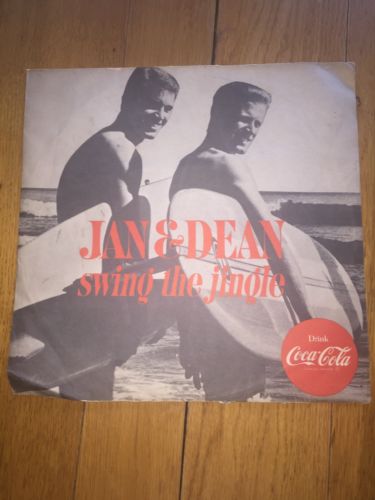 JAN & DEAN
swing the jingle
Drink
Coca-Cola